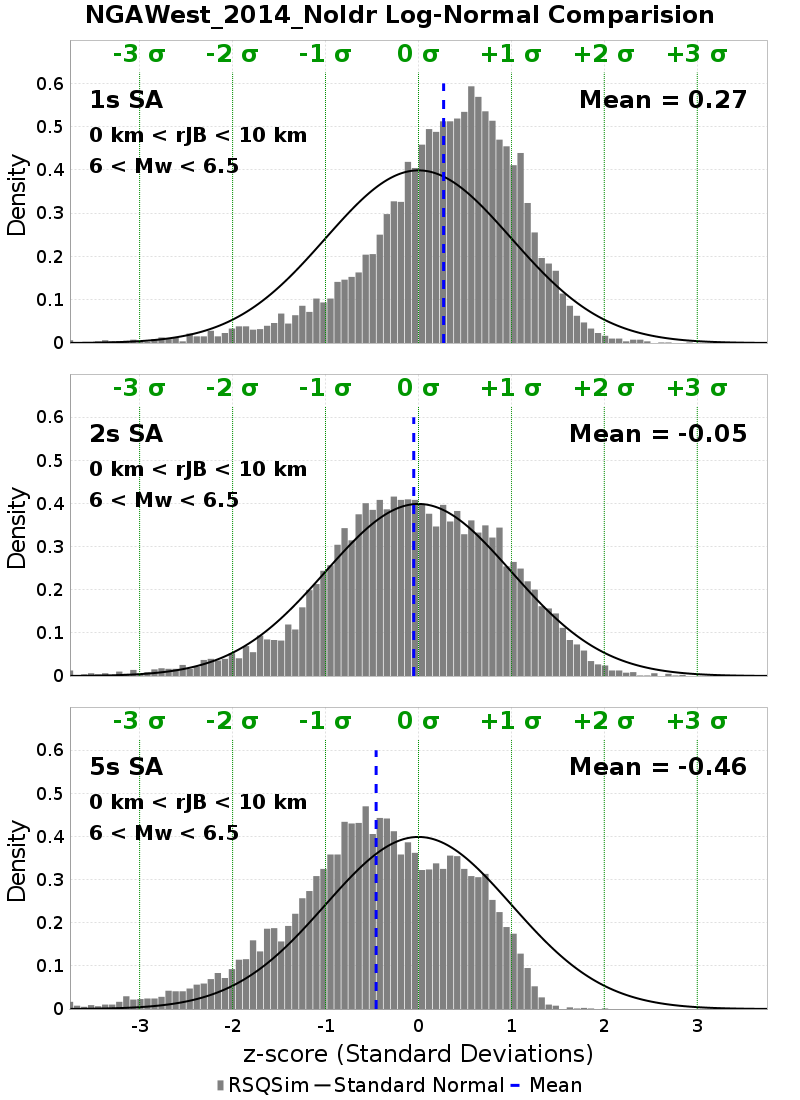 NGAWest_2014_NoIdr Log-Normal Comparision
-3 σ -2 σ -1 σ 0 σ +1 σ +2 σ +3 σ
1s SA
Mean = 0.27
0 km < rJB < 10 km
6 < Mw < 6.5
Density
0.6
0.5
0.4
0.3
0.2
0.1
0
-3 σ -2 σ -1 σ 0 σ +1 σ +2 σ +3 σ
2s SA
Mean = -0.05
0 km < rJB < 10 km
6 < Mw < 6.5
Density
0.6
0.5
0.4
0.3
0.2
0.1
0
-3 σ -2 σ -1 σ 0 σ +1 σ +2 σ +3 σ
5s SA
Mean = -0.46
0 km < rJB < 10 km
6 < Mw < 6.5
Density
0.6
0.5
0.4
0.3
0.2
0.1
0
-3 -2 -1 0 1 2 3
z-score (Standard Deviations)
RSQSim Standard Normal Mean